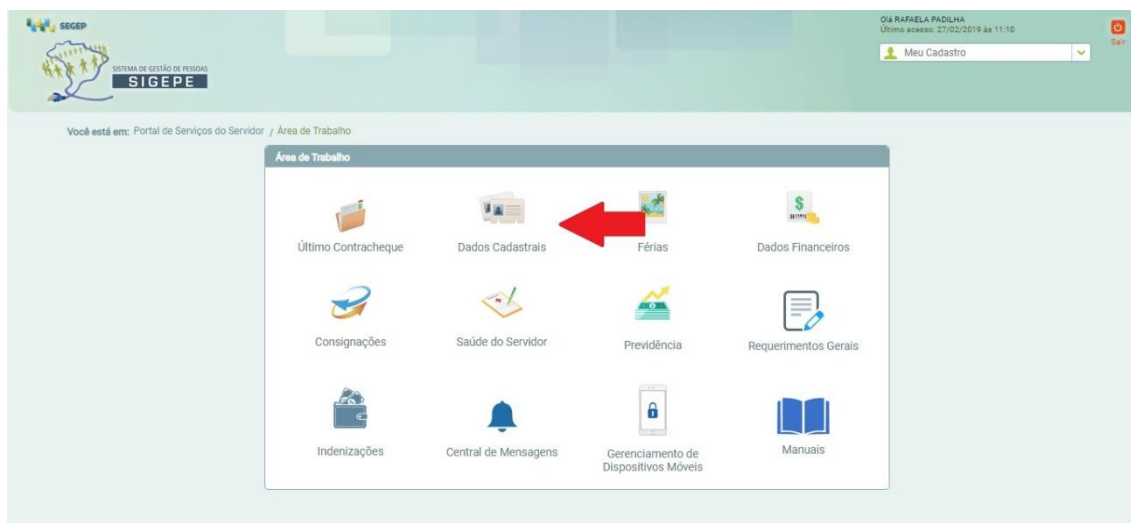 SEGEP
SISTEMA DE GESTÃO DE PESSOAS
SIGEPE
Olá RAFAELA PADILHA
Último acesso: 27/02/2019 às 11:10
Meu Cadastro
Sair
Você está em: Portal de Serviços do Servidor / Área de Trabalho
Área de Trabalho
Último Contracheque
Dados Cadastrais
Férias
Dados Financeiros
Consignações
Saúde do Servidor
Previdência
Requerimentos Gerais
Indenizações
Central de Mensagens
Gerenciamento de
Dispositivos Móveis
Manuais